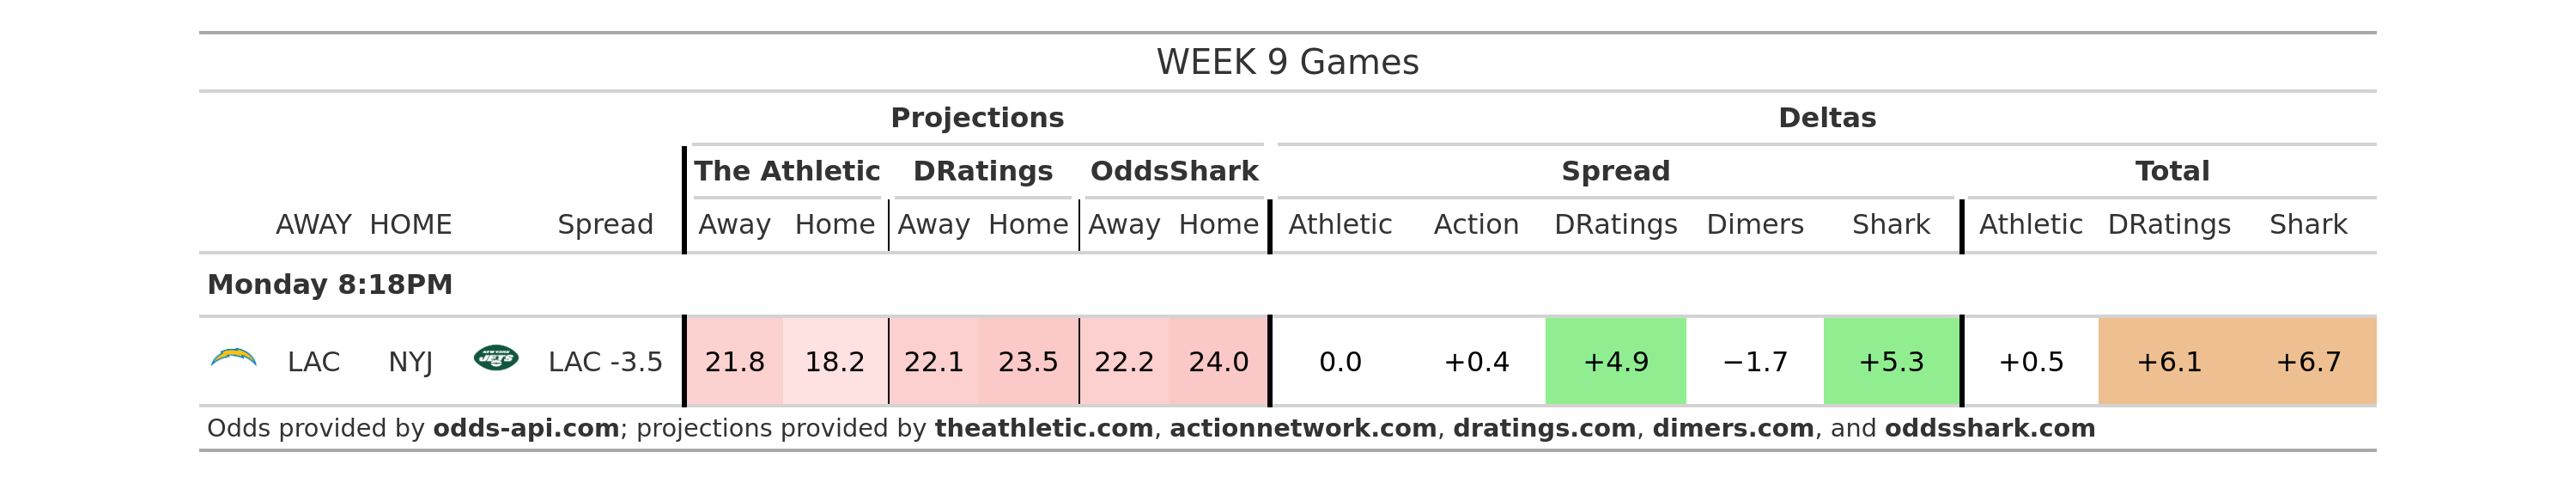 WEEK 9 Games
Projections Deltas
The Athletic DRatings OddsShark Spread Total
AWAY HOME Spread Away Home Away Home Away Home Athletic Action DRatings Dimers Shark Athletic DRatings Shark
Monday 8:18PM
LAC NYJ NEW YORK JETS LAC -3.5 21.8 18.2 22.1 23.5 22.2 24.0 0.0 +0.4 +4.9 −1.7 +5.3 +0.5 +6.1 +6.7
Odds provided by odds-api.com; projections provided by theathletic.com, actionnetwork.com, dratings.com, dimers.com, and oddsshark.com